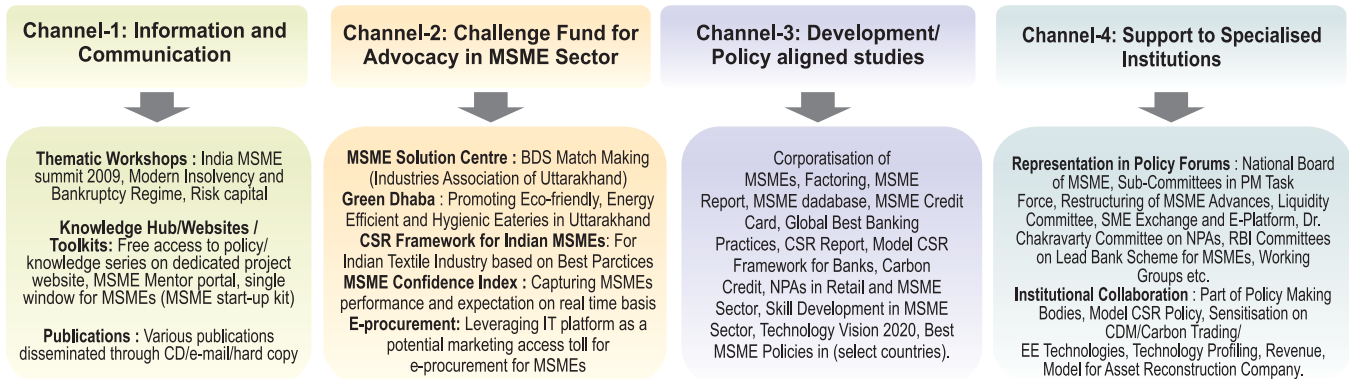 Channel-1: Information and
Communication
Thematic Workshops : India MSME
summit 2009, Modern Insolvency and
Bankruptcy Regime, Risk capital
Knowledge Hub/Websites /
Toolkits: Free access to policy/
knowledge series on dedicated project
website, MSME Mentor portal, single
window for MSMEs (MSME start-up kit)
Publications : Various publications
disseminated through CD/e-mail/hard copy
Channel-2: Challenge Fund for
Advocacy in MSME Sector
MSME Solution Centre : BDS Match Making
(Industries Association of Uttarakhand)
Green Dhaba : Promoting Eco-friendly, Energy
Efficient and Hygienic Eateries in Uttarakhand
CSR Framework for Indian MSMEs: For
Indian Textile Industry based on Best Parctices
MSME Confidence Index : Capturing MSMEs
performance and expectation on real time basis
E-procurement: Leveraging IT platform as a
potential marketing access toll for
e-procurement for MSMEs
Channel-3: Development/
Policy aligned studies
Corporatisation of
MSMEs, Factoring, MSME
Report, MSME dadabase, MSME Credit
Card, Global Best Banking
Practices, CSR Report, Model CSR
Framework for Banks, Carbon
Credit, NPAs in Retail and MSME
Sector, Skill Development in MSME
Sector, Technology Vision 2020, Best
MSME Policies in (select countries).
Channel-4: Support to Specialised
Institutions
Representation in Policy Forums : National Board
of MSME, Sub-Committees in PM Task
Force, Restructuring of MSME Advances, Liquidity
Committee, SME Exchange and E-Platform, Dr.
Chakravarty Committee on NPAs, RBI Committees
on Lead Bank Scheme for MSMEs, Working
Groups etc.
Institutional Collaboration : Part of Policy Making
Bodies, Model CSR Policy, Sensitisation on
CDM/Carbon Trading/
EE Technologies, Technology Profiling, Revenue,
Model for Asset Reconstruction Company.